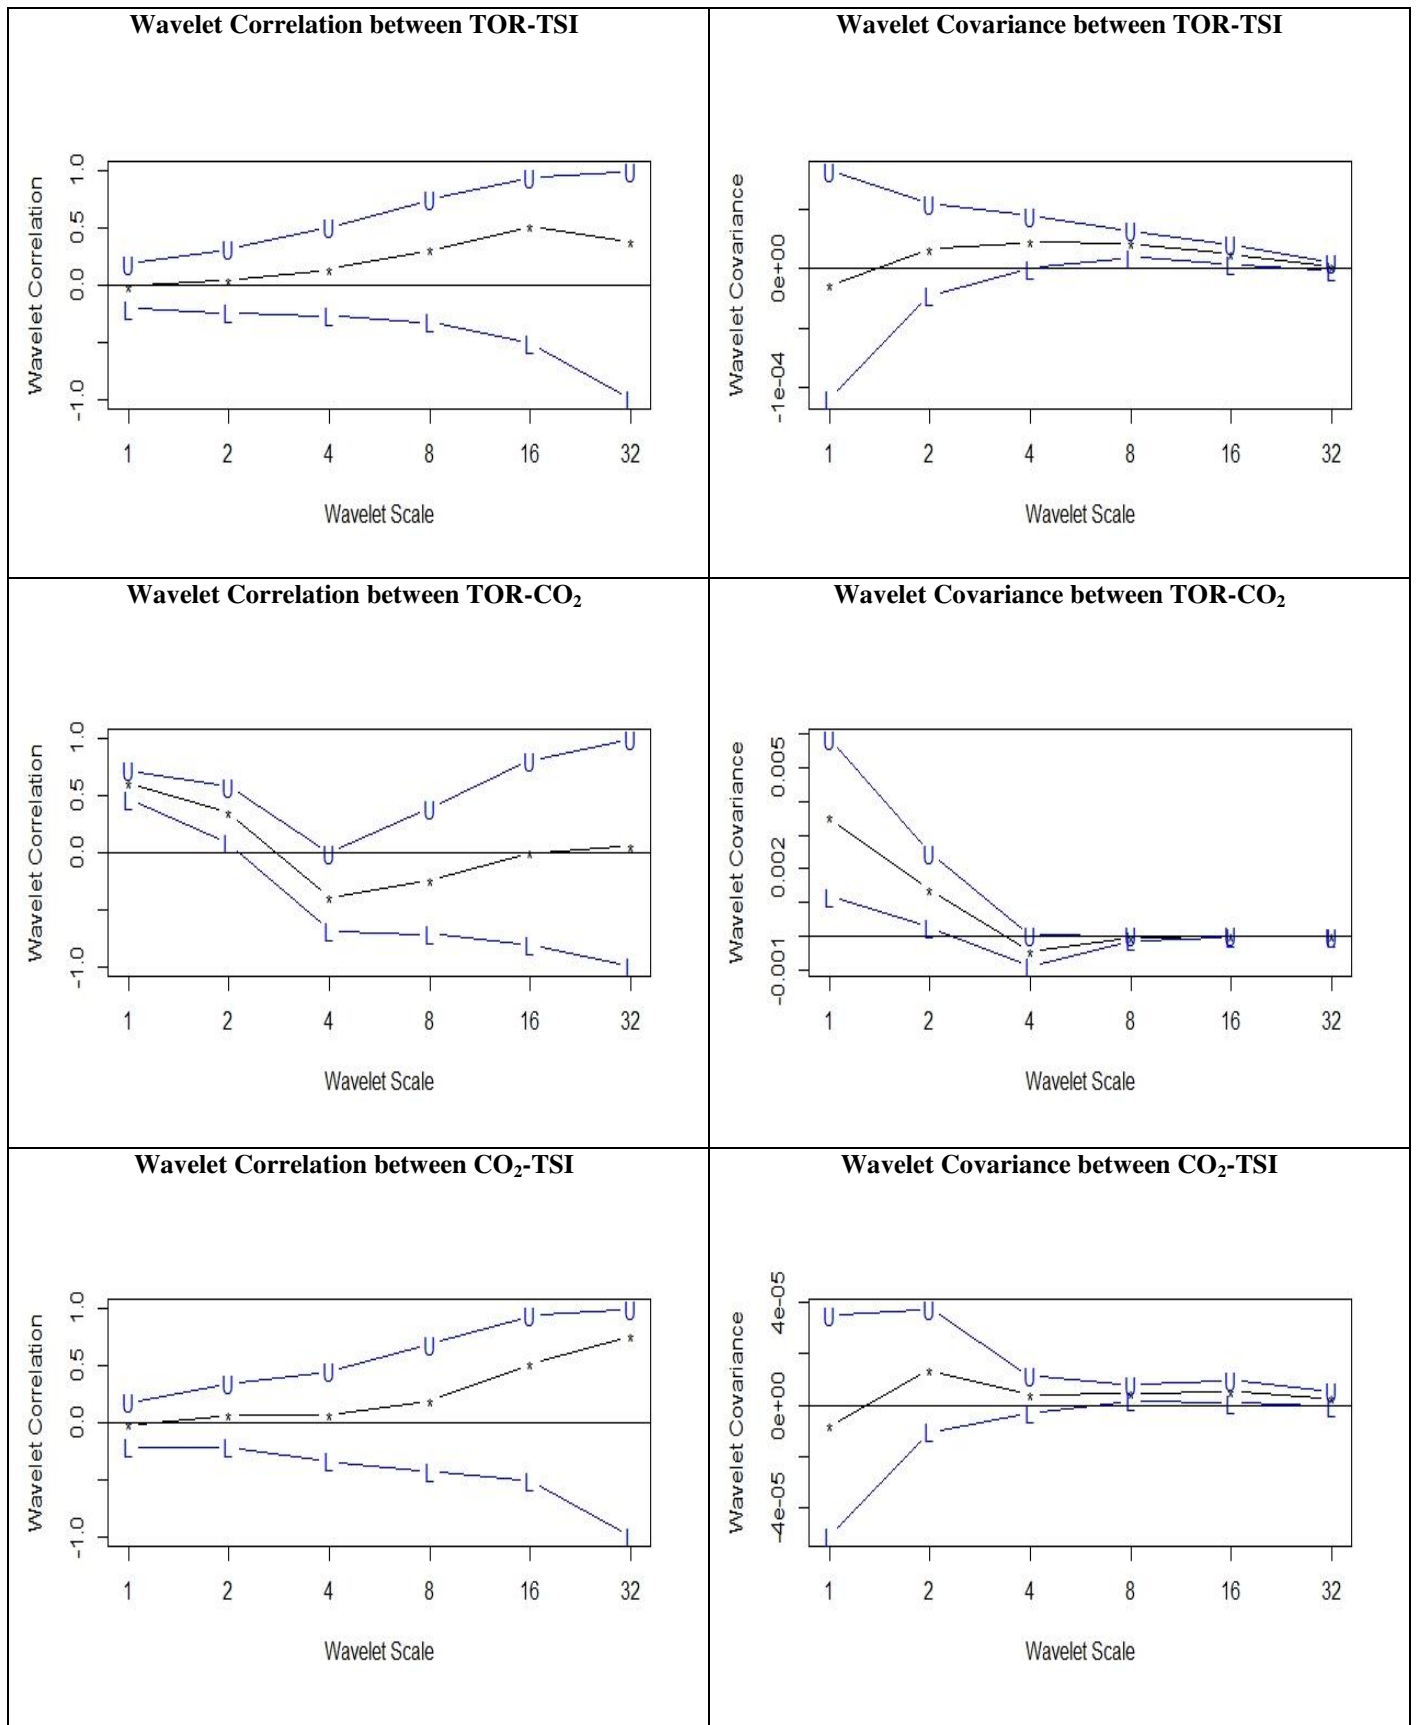 Wavelet Correlation between TOR-TSI
Wavelet Correlation
1.0
0.5
0.0
-1.0
U U U U U U
* * * * * *
L L L L L L
1 2 4 8 16 32
Wavelet Scale
Wavelet Covariance between TOR-TSI
Wavelet Covariance
0e+00
-1e-04
U U U U U U
* * * * * *
L L L L L L
1 2 4 8 16 32
Wavelet Scale
Wavelet Correlation between TOR-CO₂
Wavelet Correlation
1.0
0.5
0.0
-1.0
U U U U U U
* * * * * *
L L L L L L
1 2 4 8 16 32
Wavelet Scale
Wavelet Covariance between TOR-CO₂
Wavelet Covariance
0.005
0.002
-0.001
U U U U U U
* * * * * *
L L L L L L
1 2 4 8 16 32
Wavelet Scale
Wavelet Correlation between CO₂-TSI
Wavelet Correlation
1.0
0.5
0.0
-1.0
U U U U U U
* * * * * *
L L L L L L
1 2 4 8 16 32
Wavelet Scale
Wavelet Covariance between CO₂-TSI
Wavelet Covariance
4e-05
0e+00
-4e-05
U U U U U U
* * * * * *
L L L L L L
1 2 4 8 16 32
Wavelet Scale